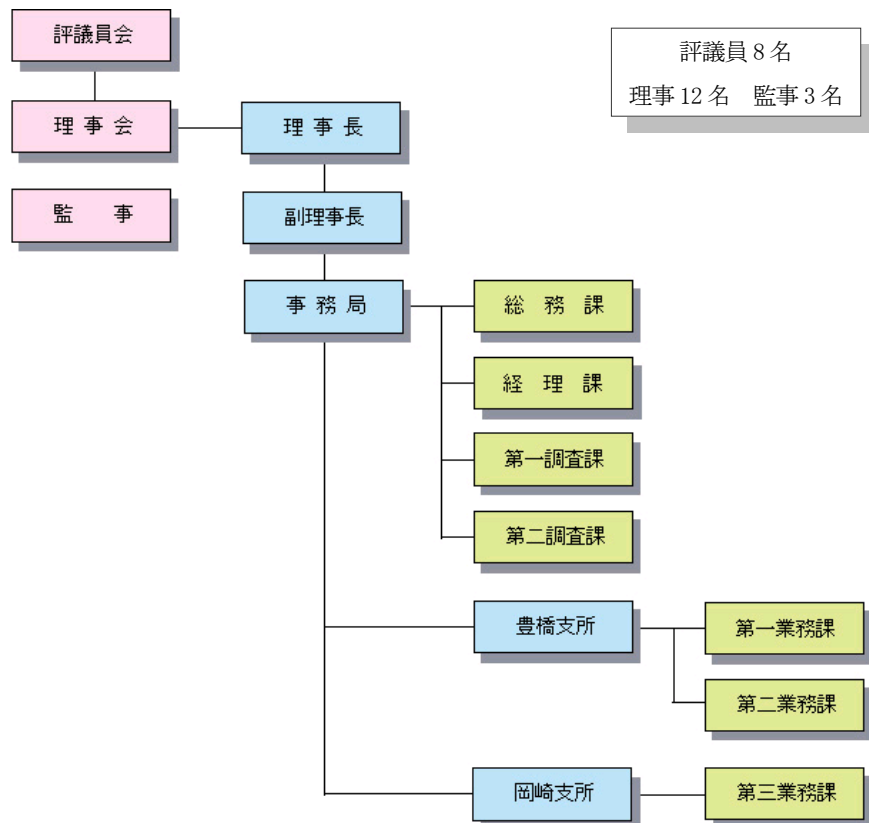 評議員会
評議員8名
理事12名　監事3名
理 事 会
理 事 長
監　　事
副理事長
事 務 局
総　務　課
経　理　課
第一調査課
第二調査課
豊橋支所
第一業務課
第二業務課
岡崎支所
第三業務課